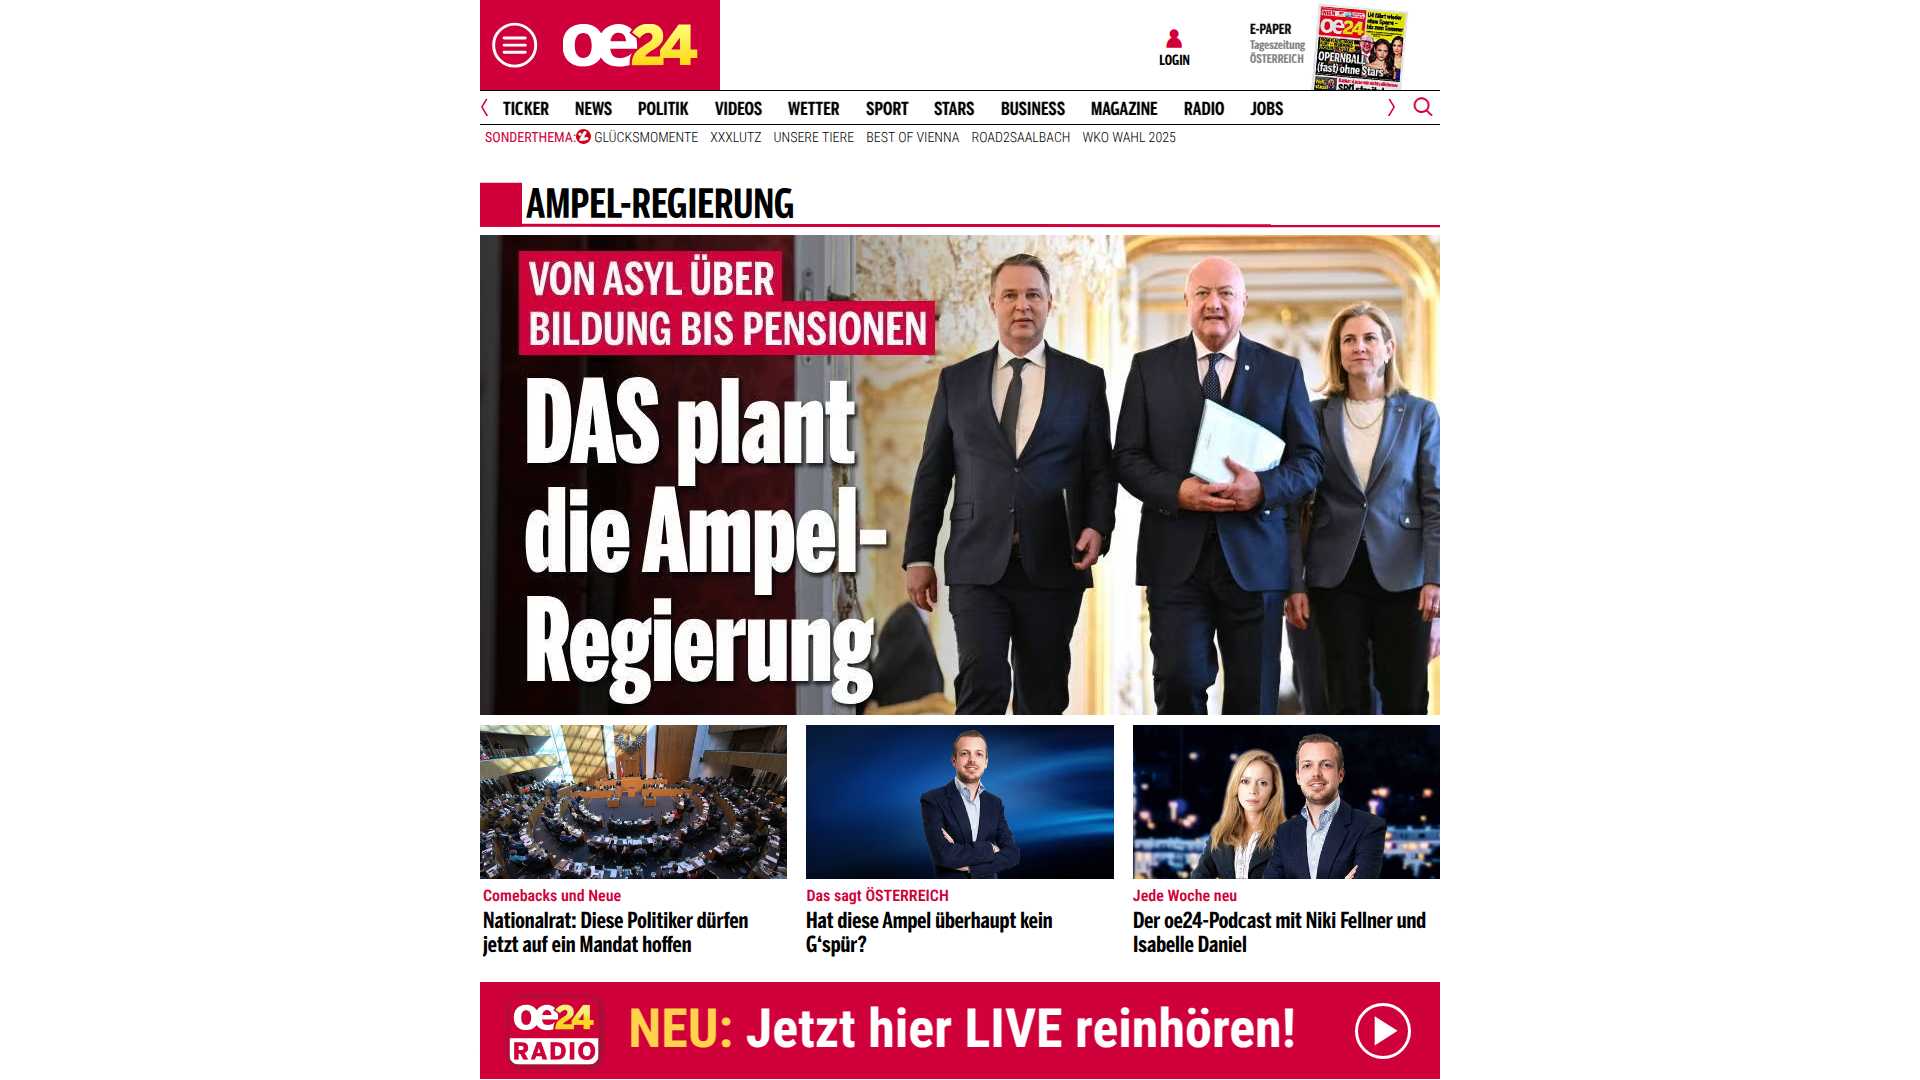 oe24
LOGIN
E-PAPER
Tageszeitung
ÖSTERREICH
oe24
OPERNBALL
(fast) ohne Stars
TICKER NEWS POLITIK VIDEOS WETTER SPORT STARS BUSINESS MAGAZINE RADIO JOBS
SONDERTHEMA: GLÜCKSMOMENTE XXXLUTZ UNSERE TIERE BEST OF VIENNA ROAD2SAALBACH WKO WAHL 2025
AMPEL-REGIERUNG
VON ASYL ÜBER
BILDUNG BIS PENSIONEN
DAS plant
die Ampel-
Regierung
Comebacks und Neue
Nationalrat: Diese Politiker dürfen
jetzt auf ein Mandat hoffen
Das sagt ÖSTERREICH
Hat diese Ampel überhaupt kein
G‘spür?
Jede Woche neu
Der oe24-Podcast mit Niki Fellner und
Isabelle Daniel
oe24
RADIO
NEU: Jetzt hier LIVE reinhören!